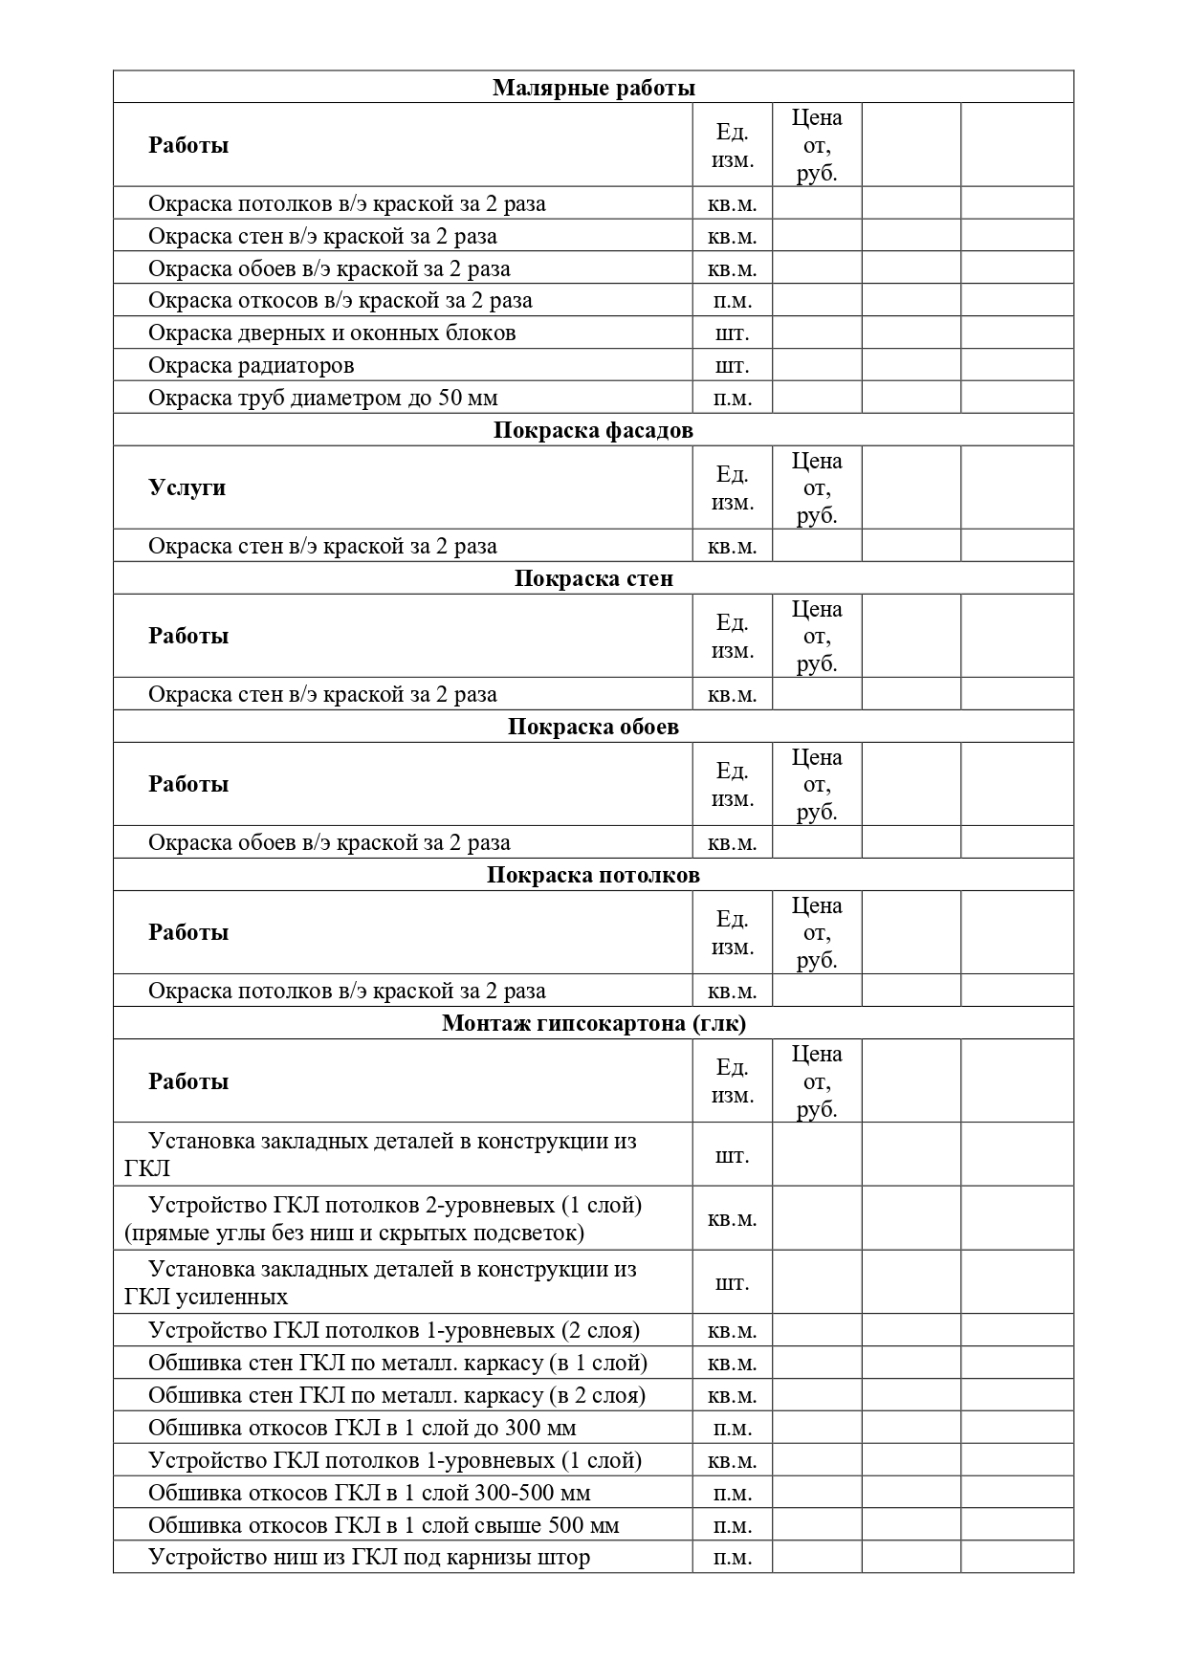 Малярные работы
Работы
Ед.
изм.
Цена
от,
руб.
Окраска потолков в/э краской за 2 раза
кв.м.
Окраска стен в/э краской за 2 раза
кв.м.
Окраска обоев в/э краской за 2 раза
кв.м.
Окраска откосов в/э краской за 2 раза
п.м.
Окраска дверных и оконных блоков
шт.
Окраска радиаторов
шт.
Окраска труб диаметром до 50 мм
п.м.
Покраска фасадов
Услуги
Ед.
изм.
Цена
от,
руб.
Окраска стен в/э краской за 2 раза
кв.м.
Покраска стен
Работы
Ед.
изм.
Цена
от,
руб.
Окраска стен в/э краской за 2 раза
кв.м.
Покраска обоев
Работы
Ед.
изм.
Цена
от,
руб.
Окраска обоев в/э краской за 2 раза
кв.м.
Покраска потолков
Работы
Ед.
изм.
Цена
от,
руб.
Окраска потолков в/э краской за 2 раза
кв.м.
Монтаж гипсокартона (глк)
Работы
Ед.
изм.
Цена
от,
руб.
Установка закладных деталей в конструкции из
ГКЛ
шт.
Устройство ГКЛ потолков 2-уровневых (1 слой)
(прямые углы без ниш и скрытых подсветок)
кв.м.
Установка закладных деталей в конструкции из
ГКЛ усиленных
шт.
Устройство ГКЛ потолков 1-уровневых (2 слоя)
кв.м.
Обшивка стен ГКЛ по металл. каркасу (в 1 слой)
кв.м.
Обшивка стен ГКЛ по металл. каркасу (в 2 слоя)
кв.м.
Обшивка откосов ГКЛ в 1 слой до 300 мм
п.м.
Устройство ГКЛ потолков 1-уровневых (1 слой)
кв.м.
Обшивка откосов ГКЛ в 1 слой 300-500 мм
п.м.
Обшивка откосов ГКЛ в 1 слой свыше 500 мм
п.м.
Устройство ниш из ГКЛ под карнизы штор
п.м.